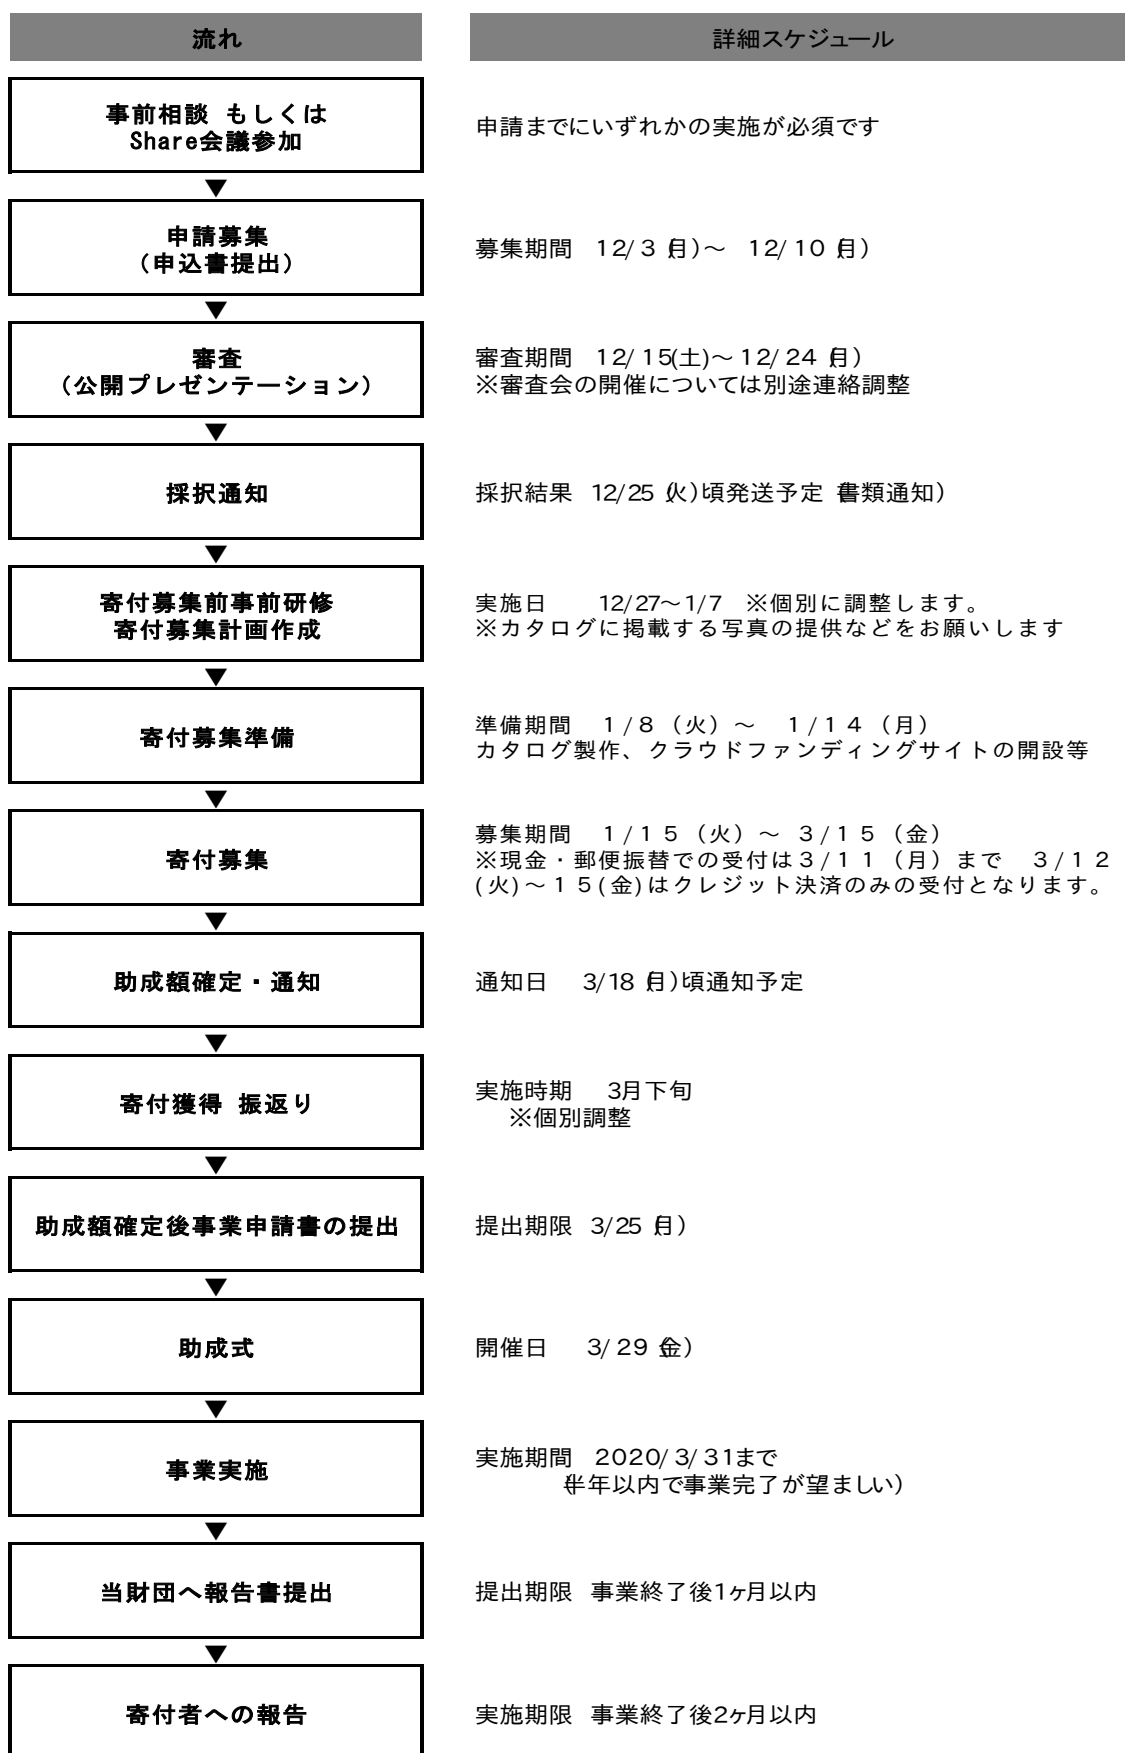 流れ
詳細スケジュール
事前相談 もしくは
Share会議参加
申請までにいずれかの実施が必須です
▼
申請募集
（申込書提出）
募集期間 12/3(月)～ 12/10(月)
▼
審査
（公開プレゼンテーション）
審査期間 12/15(土)～12/24(月)
※審査会の開催については別途連絡調整
▼
採択通知
採択結果 12/25(火)頃発送予定(書類通知)
▼
寄付募集前事前研修
寄付募集計画作成
実施日 12/27～1/7 ※個別に調整します。
※カタログに掲載する写真の提供などをお願いします
▼
寄付募集準備
準備期間 1/8（火）～ 1/14（月）
カタログ製作、クラウドファンディングサイトの開設等
▼
寄付募集
募集期間 1/15（火）～ 3/15（金）
※現金・郵便振替での受付は3/11（月）まで 3/12
(火)～15(金)はクレジット決済のみの受付となります。
▼
助成額確定・通知
通知日 3/18(月)頃通知予定
▼
寄付獲得 振返り
実施時期 3月下旬
※個別調整
▼
助成額確定後事業申請書の提出
提出期限 3/25(月)
▼
助成式
開催日 3/29(金)
▼
事業実施
実施期間 2020/3/31まで
(半年以内で事業完了が望ましい)
▼
当財団へ報告書提出
提出期限 事業終了後1ヶ月以内
▼
寄付者への報告
実施期限 事業終了後2ヶ月以内